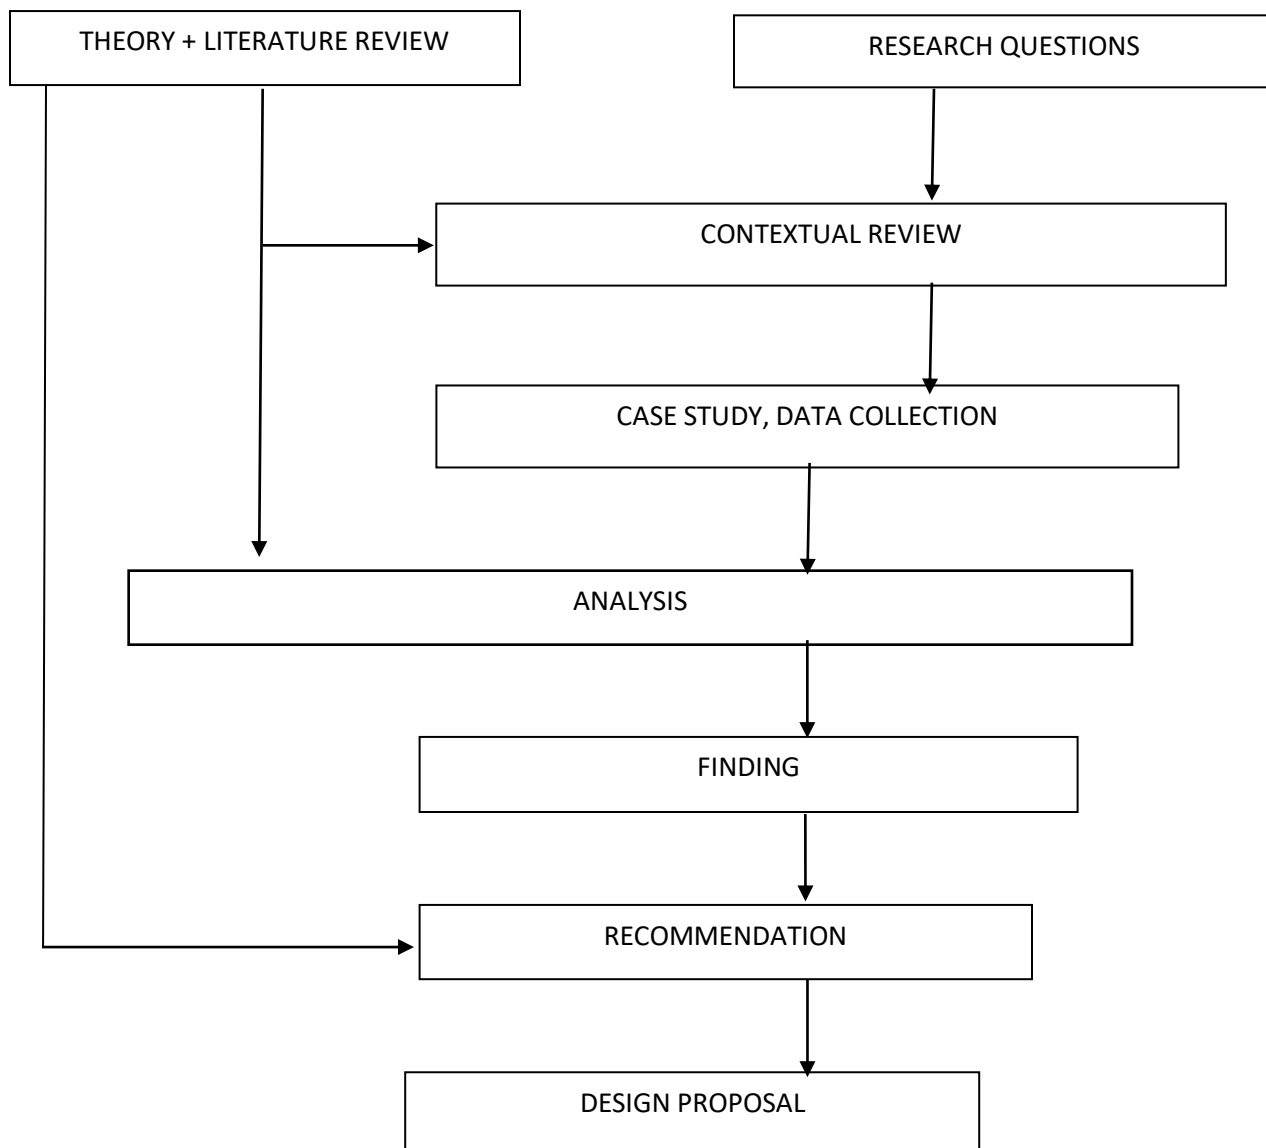 THEORY + LITERATURE REVIEW
RESEARCH QUESTIONS
CONTEXTUAL REVIEW
CASE STUDY, DATA COLLECTION
ANALYSIS
FINDING
RECOMMENDATION
DESIGN PROPOSAL